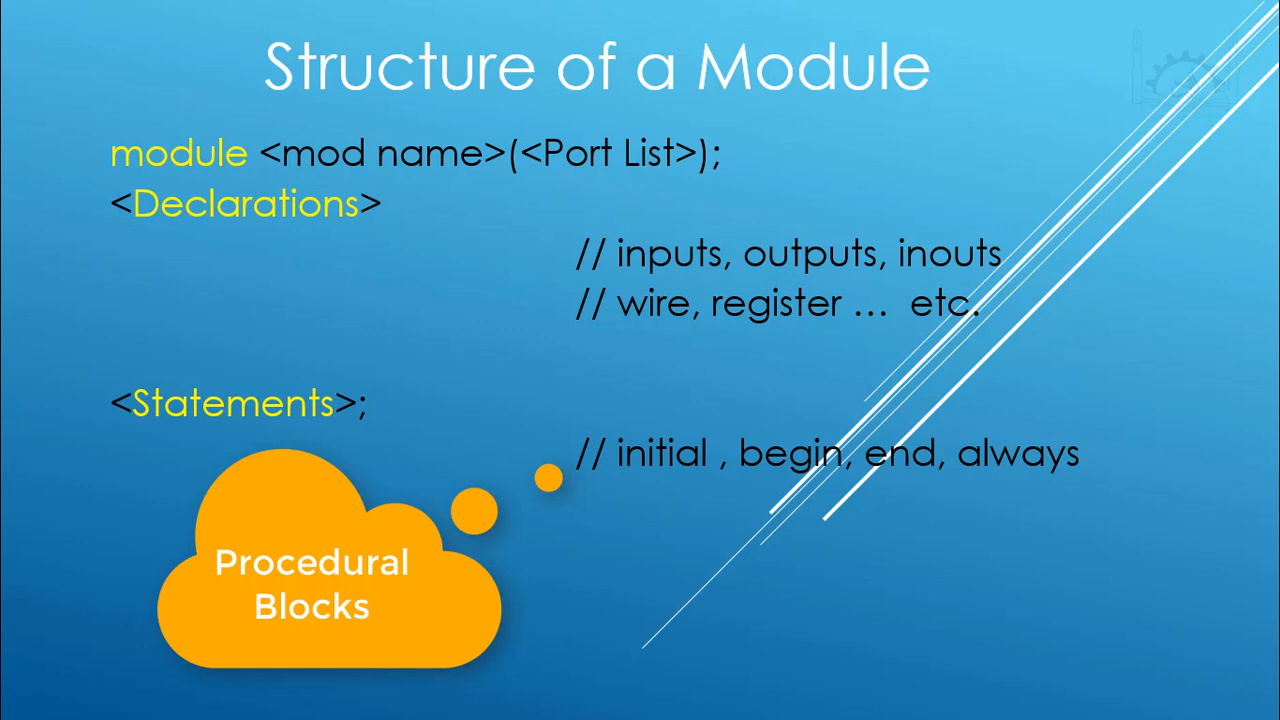 Structure of a Module
module <mod name>(<Port List>);
<Declarations>
// inputs, outputs, inouts
// wire, register … etc.
<Statements>;
// initial , begin, end, always
Procedural
Blocks